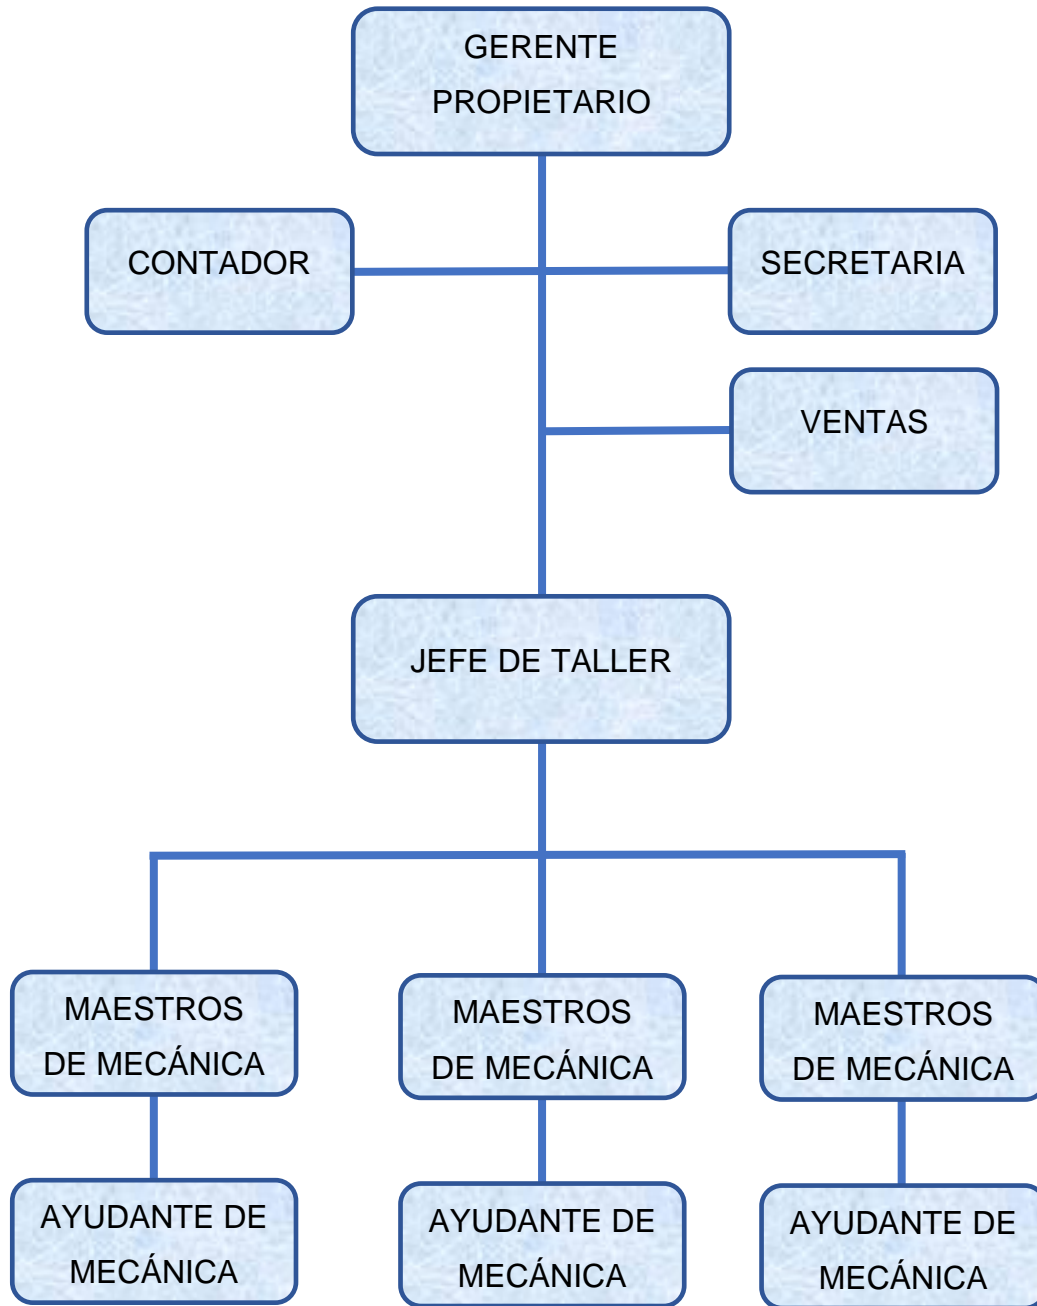 GERENTE
PROPIETARIO
CONTADOR
SECRETARIA
VENTAS
JEFE DE TALLER
MAESTROS
DE MECÁNICA
MAESTROS
DE MECÁNICA
MAESTROS
DE MECÁNICA
AYUDANTE DE
MECÁNICA
AYUDANTE DE
MECÁNICA
AYUDANTE DE
MECÁNICA